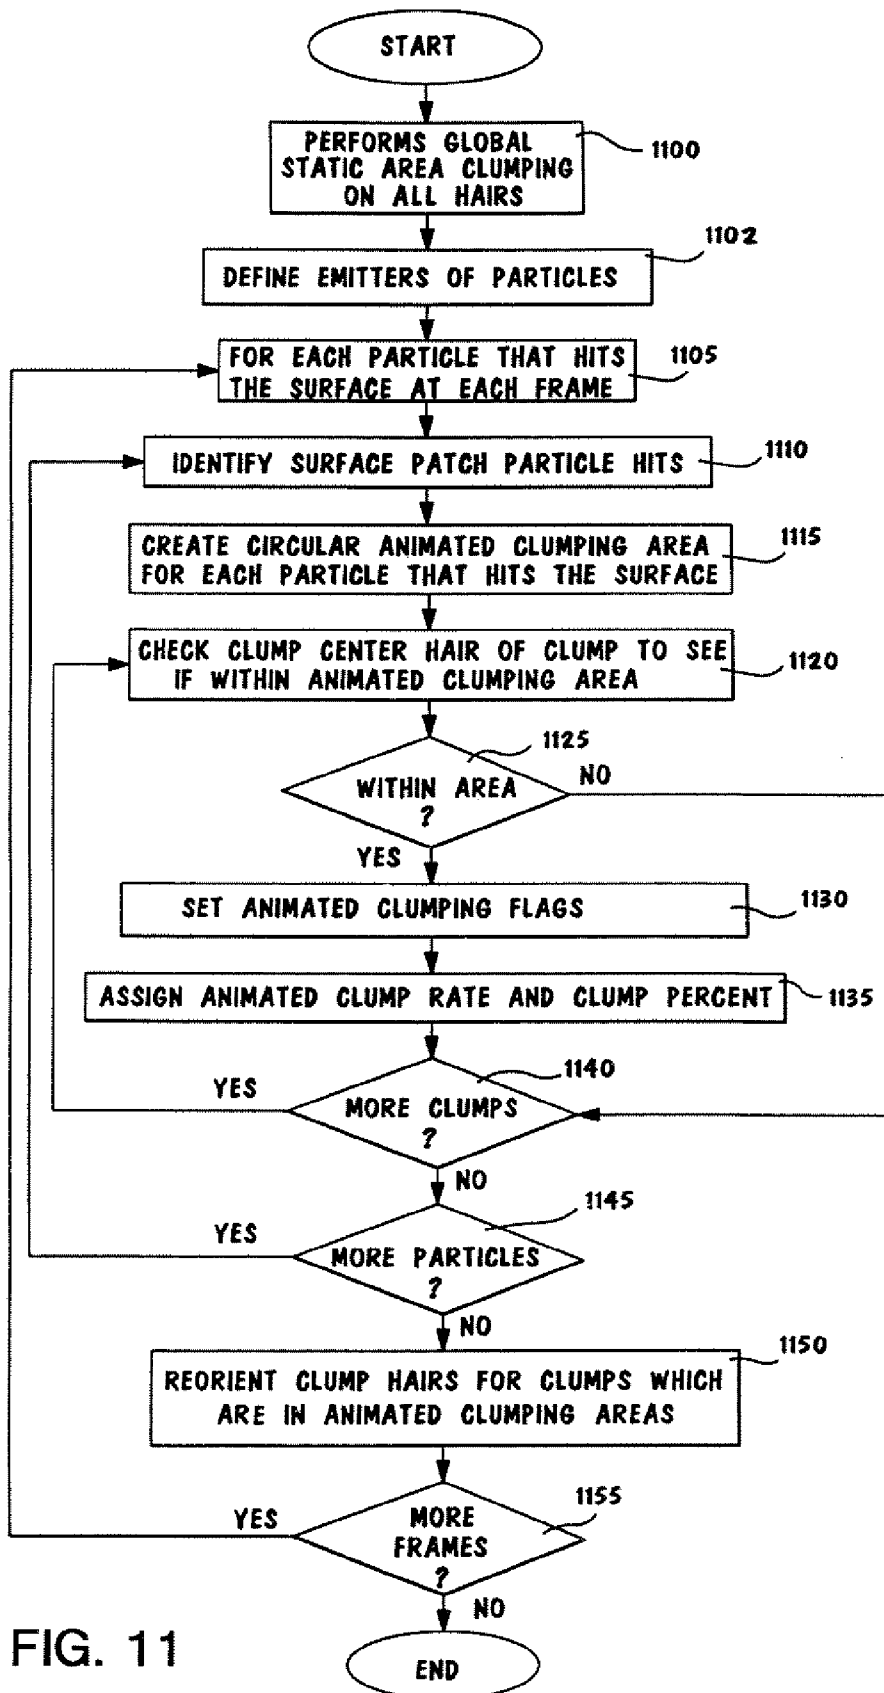 START
PERFORMS GLOBAL
STATIC AREA CLUMPING
ON ALL HAIRS
1100
DEFINE EMITTERS OF PARTICLES
1102
FOR EACH PARTICLE THAT HITS
THE SURFACE AT EACH FRAME
1105
IDENTIFY SURFACE PATCH PARTICLE HITS
1110
CREATE CIRCULAR ANIMATED CLUMPING AREA
FOR EACH PARTICLE THAT HITS THE SURFACE
1115
CHECK CLUMP CENTER HAIR OF CLUMP TO SEE
IF WITHIN ANIMATED CLUMPING AREA
1120
WITHIN AREA
?
1125
NO
YES
SET ANIMATED CLUMPING FLAGS
1130
ASSIGN ANIMATED CLUMP RATE AND CLUMP PERCENT
1135
MORE CLUMPS
?
1140
YES
NO
MORE PARTICLES
?
1145
YES
NO
REORIENT CLUMP HAIRS FOR CLUMPS WHICH
ARE IN ANIMATED CLUMPING AREAS
1150
MORE
FRAMES
?
1155
YES
NO
END
FIG. 11